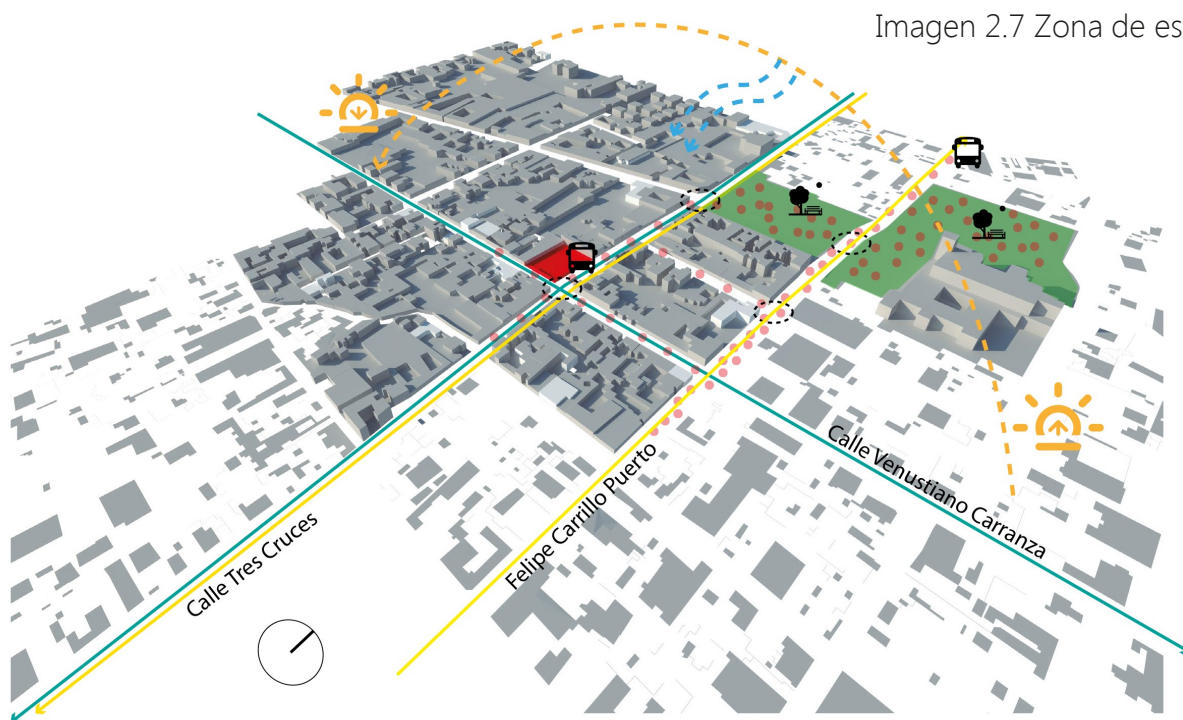 Imagen 2.7 Zona de es
Calle Venustiano Carranza
Felipe Carrillo Puerto
Calle Tres Cruces